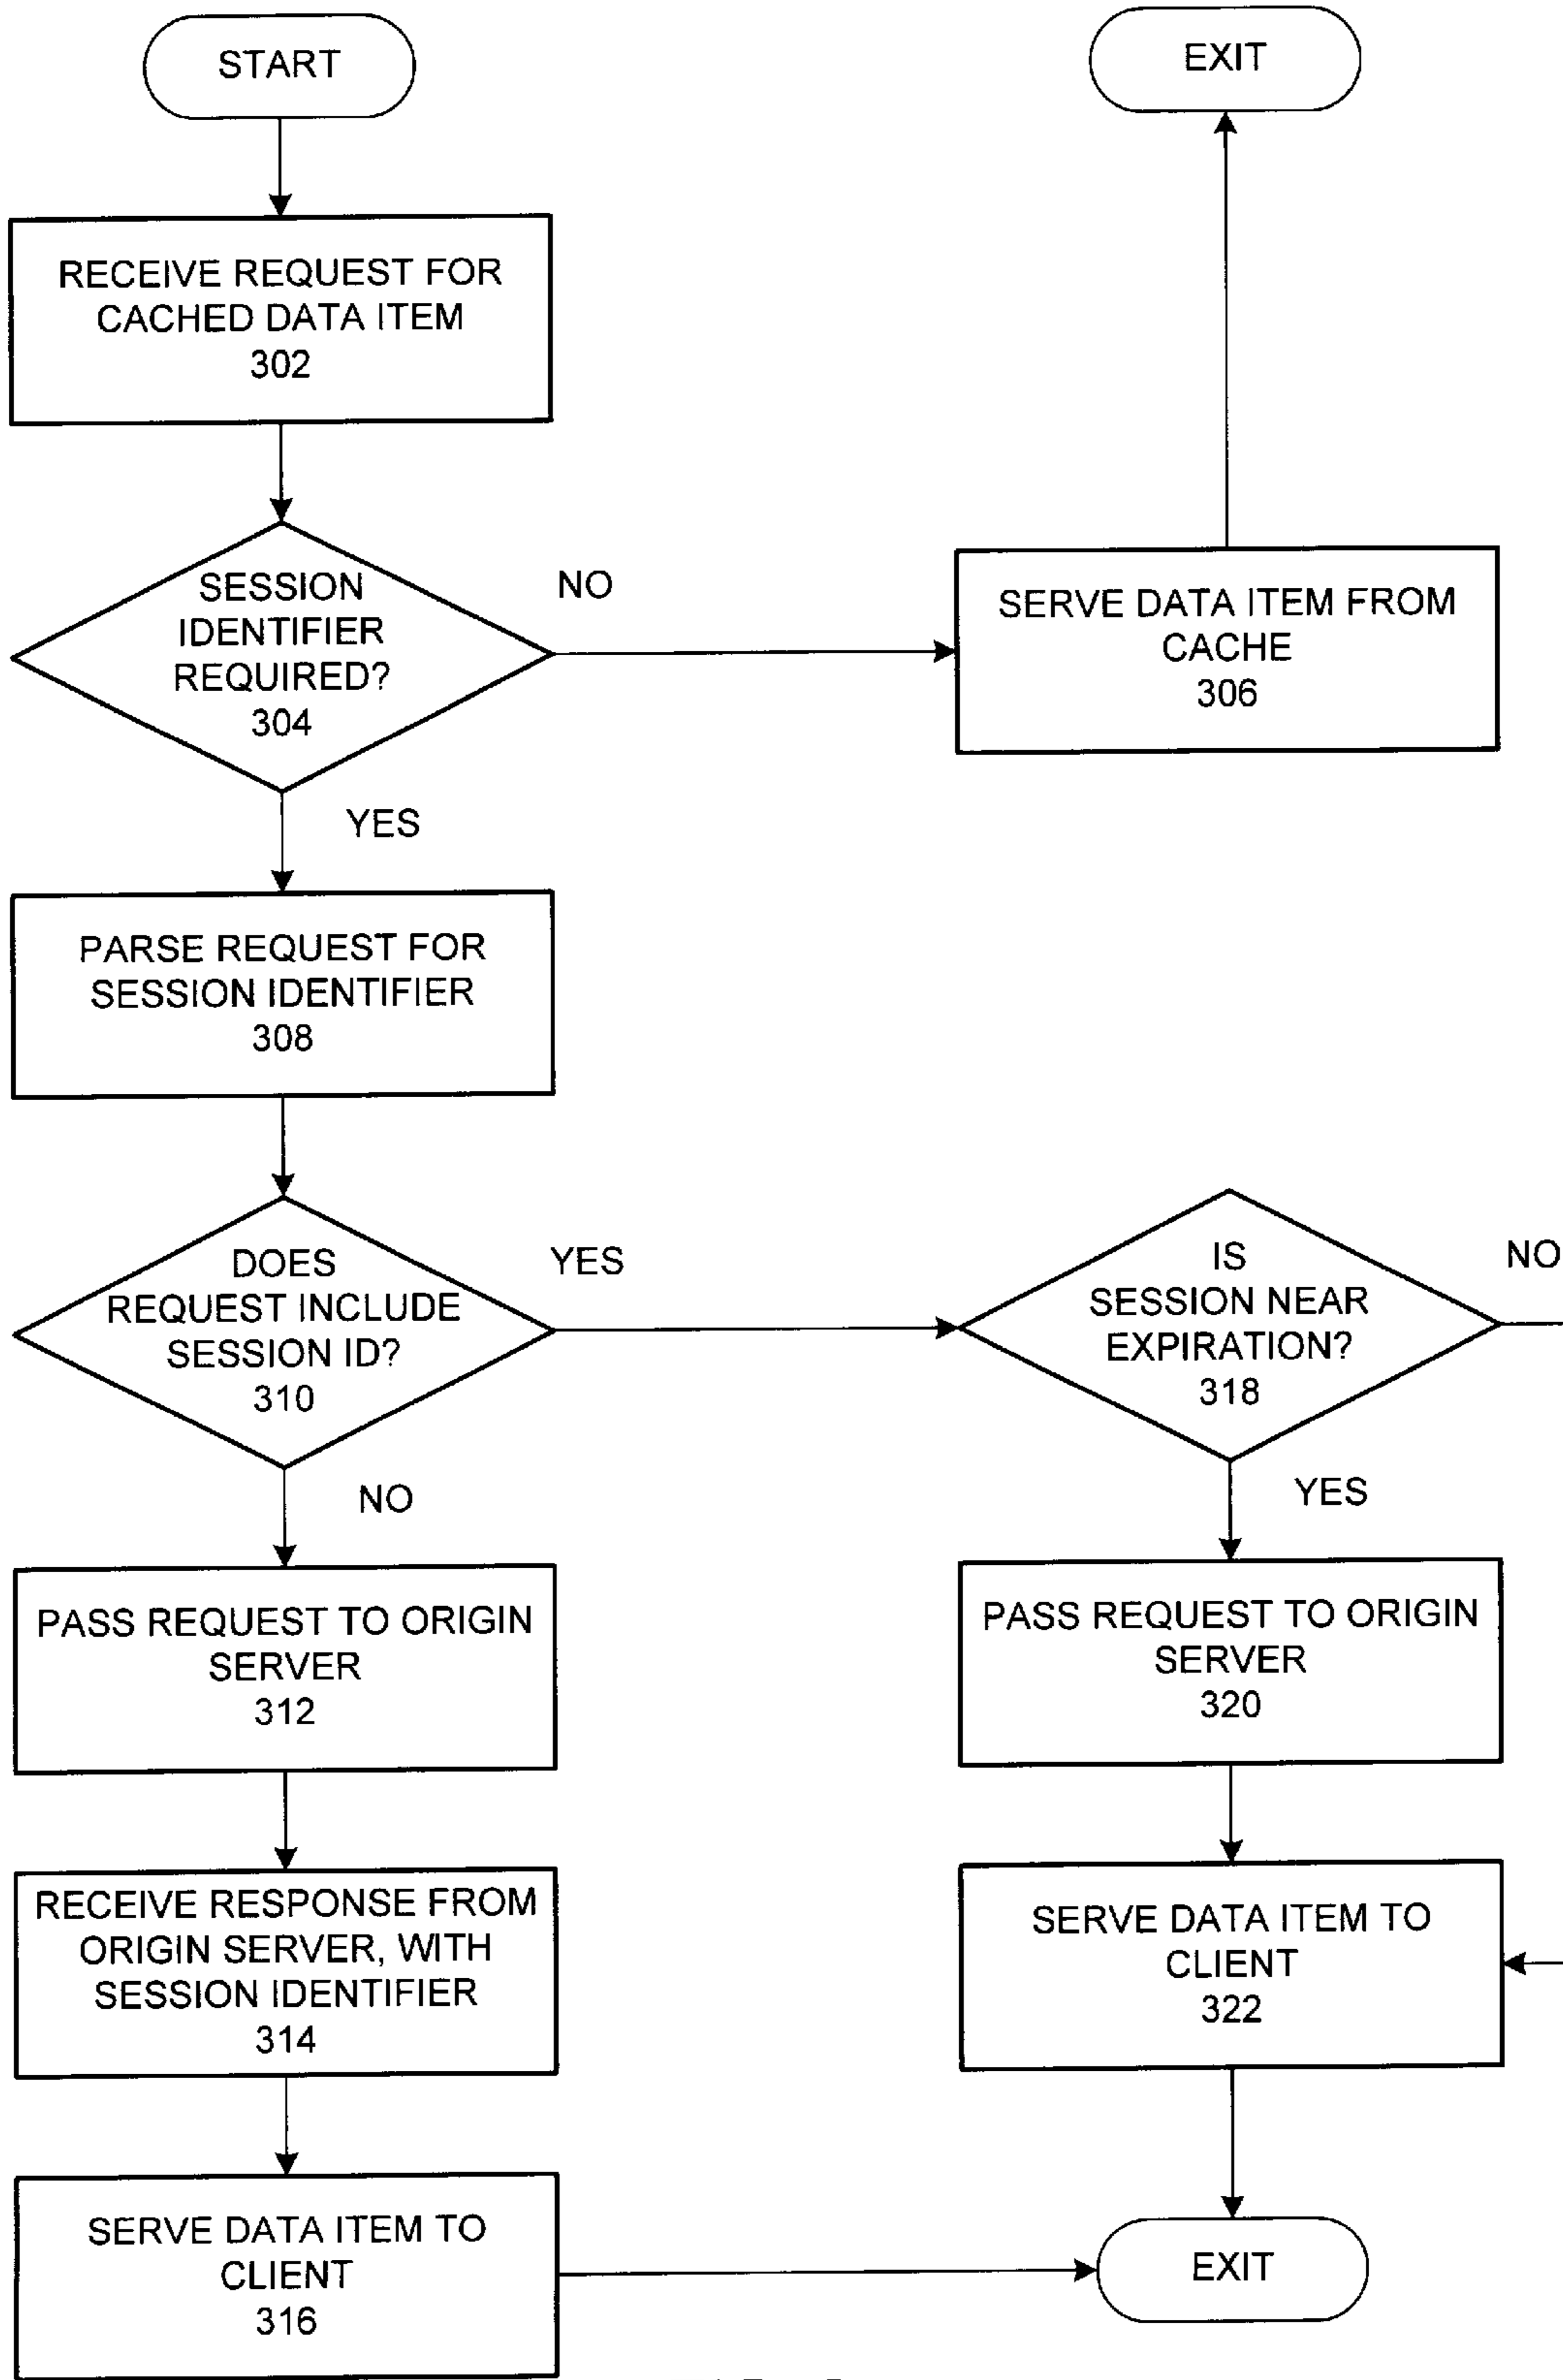 START
EXIT
RECEIVE REQUEST FOR
CACHED DATA ITEM
302
SESSION
IDENTIFIER
REQUIRED?
304
NO
SERVE DATA ITEM FROM
CACHE
306
YES
PARSE REQUEST FOR
SESSION IDENTIFIER
308
DOES
REQUEST INCLUDE
SESSION ID?
310
YES
IS
SESSION NEAR
EXPIRATION?
318
NO
NO
YES
PASS REQUEST TO ORIGIN
SERVER
312
PASS REQUEST TO ORIGIN
SERVER
320
RECEIVE RESPONSE FROM
ORIGIN SERVER, WITH
SESSION IDENTIFIER
314
SERVE DATA ITEM TO
CLIENT
322
SERVE DATA ITEM TO
CLIENT
316
EXIT